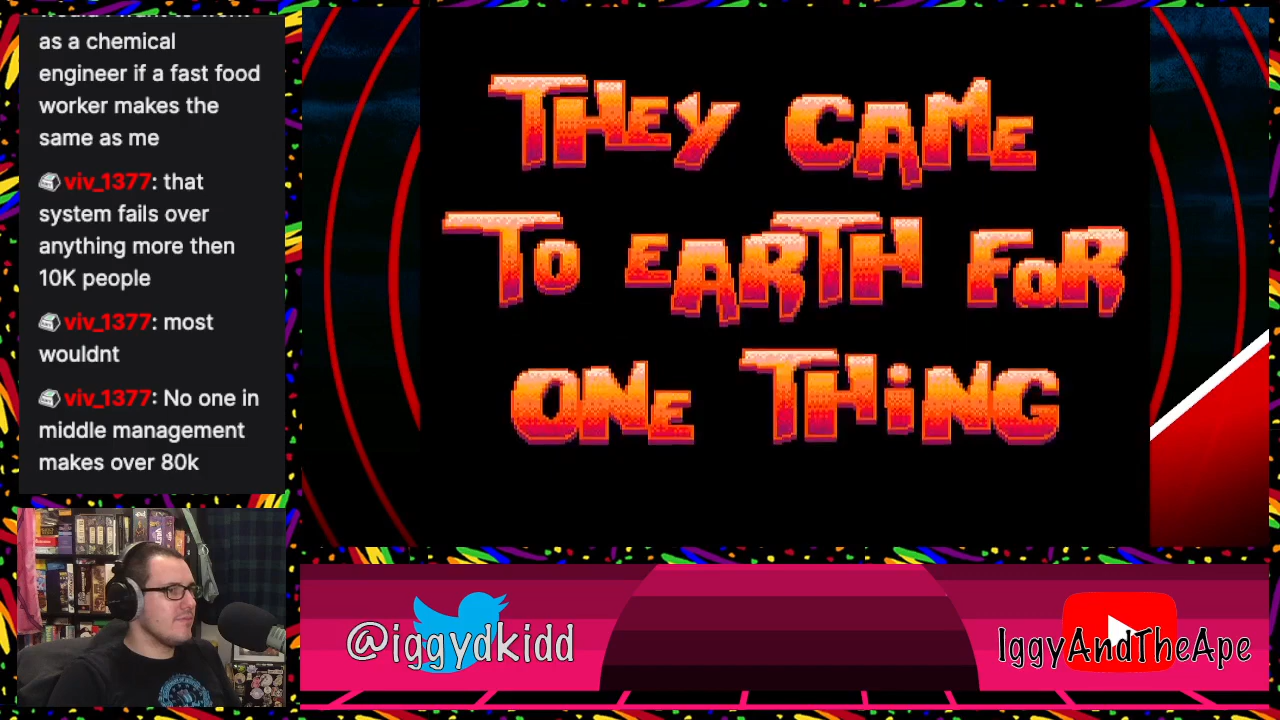 as a chemical
engineer if a fast food
worker makes the
same as me
viv_1377: that
system fails over
anything more then
10K people
viv_1377: most
wouldnt
viv_1377: No one in
middle management
makes over 80k
THEY CAME
TO EARTH FOR
ONE THiNG
@iggydkidd
IggyAndTheApe